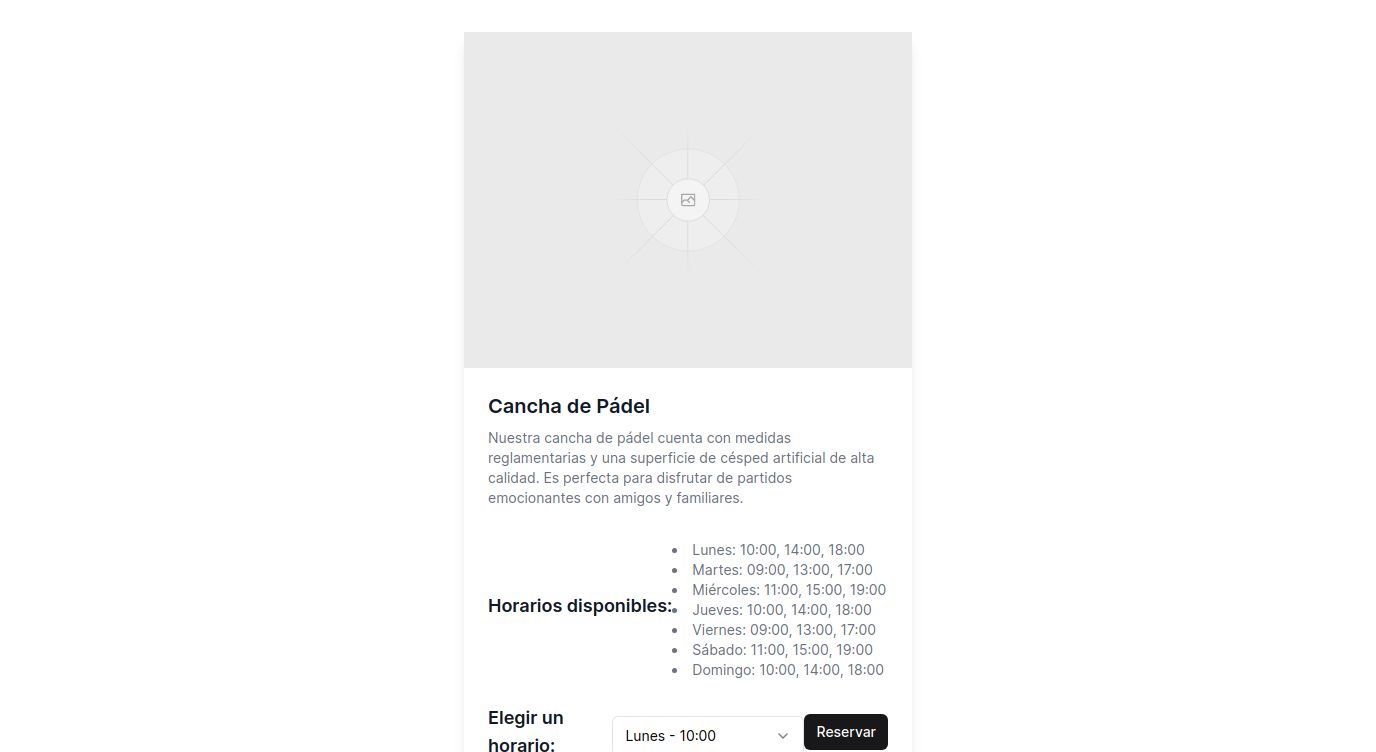 Cancha de Pádel
Nuestra cancha de pádel cuenta con medidas
reglamentarias y una superficie de césped artificial de alta
calidad. Es perfecta para disfrutar de partidos
emocionantes con amigos y familiares.
Horarios disponibles:
Lunes: 10:00, 14:00, 18:00
Martes: 09:00, 13:00, 17:00
Miércoles: 11:00, 15:00, 19:00
Jueves: 10:00, 14:00, 18:00
Viernes: 09:00, 13:00, 17:00
Sábado: 11:00, 15:00, 19:00
Domingo: 10:00, 14:00, 18:00
Elegir un
horario:
Lunes - 10:00
Reservar